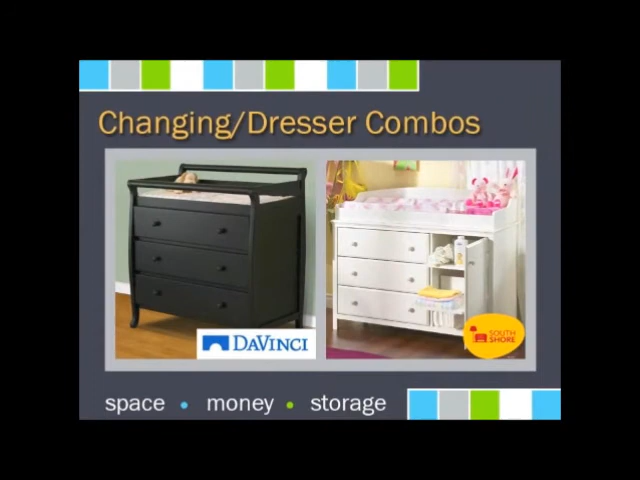 Changing/Dresser Combos
DAVINCI
SOUTH
SHORE
space • money • storage